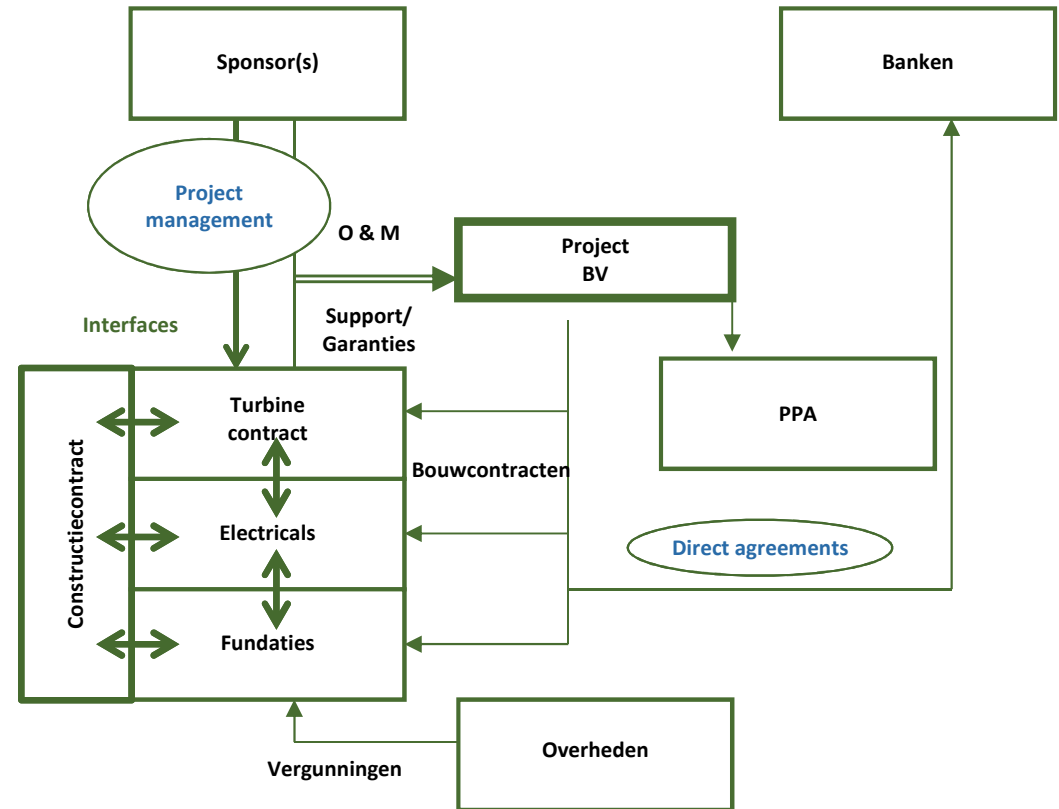 Sponsor(s)
Banken
Project
management
O & M
Project
BV
Interfaces
Support/
Garanties
Turbine
contract
PPA
Bouwcontracten
Constructiecontract
Electricals
Direct agreements
Fundaties
Overheden
Vergunningen